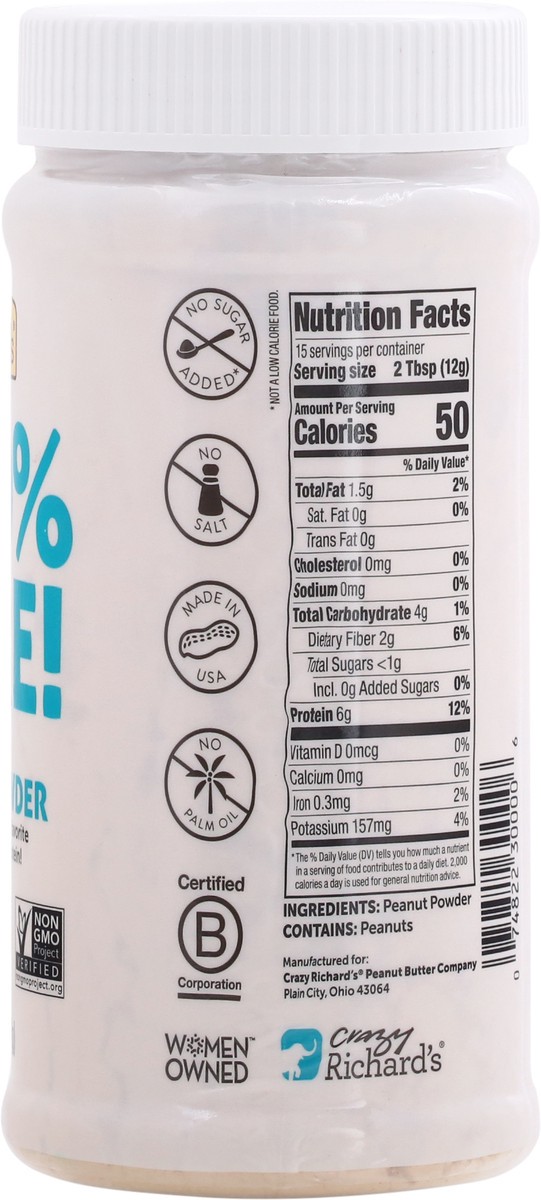 %
E!
DER
NON
GMO
Project
VERIFIED
nongmoproject.org
NO SUGAR
ADDED*
*NOT A LOW CALORIE FOOD.
NO
SALT
MADE IN
USA
NO
PALM OIL
Certified
B
Corporation
WOMEN™
OWNED
Nutrition Facts
15 servings per container
Serving size 2 Tbsp (12g)
Amount Per Serving
Calories 50
% Daily Value*
Total Fat 1.5g 2%
Sat. Fat 0g 0%
Trans Fat 0g
Cholesterol 0mg 0%
Sodium 0mg 0%
Total Carbohydrate 4g 1%
Dietary Fiber 2g 6%
Total Sugars <1g
Incl. 0g Added Sugars 0%
Protein 6g 12%
Vitamin D 0mcg 0%
Calcium 0mg 0%
Iron 0.3mg 2%
Potassium 157mg 4%
*The % Daily Value (DV) tells you how much a nutrient
in a serving of food contributes to a daily diet. 2,000
calories a day is used for general nutrition advice.
INGREDIENTS: Peanut Powder
CONTAINS: Peanuts
Manufactured for:
Crazy Richard's® Peanut Butter Company
Plain City, Ohio 43064
crazy
Richard's®
0 74822 30000 6